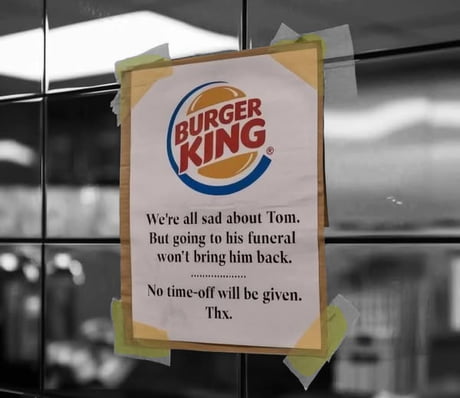 BURGER
KING®
We're all sad about Tom.
But going to his funeral
won't bring him back.
...................
No time-off will be given.
Thx.